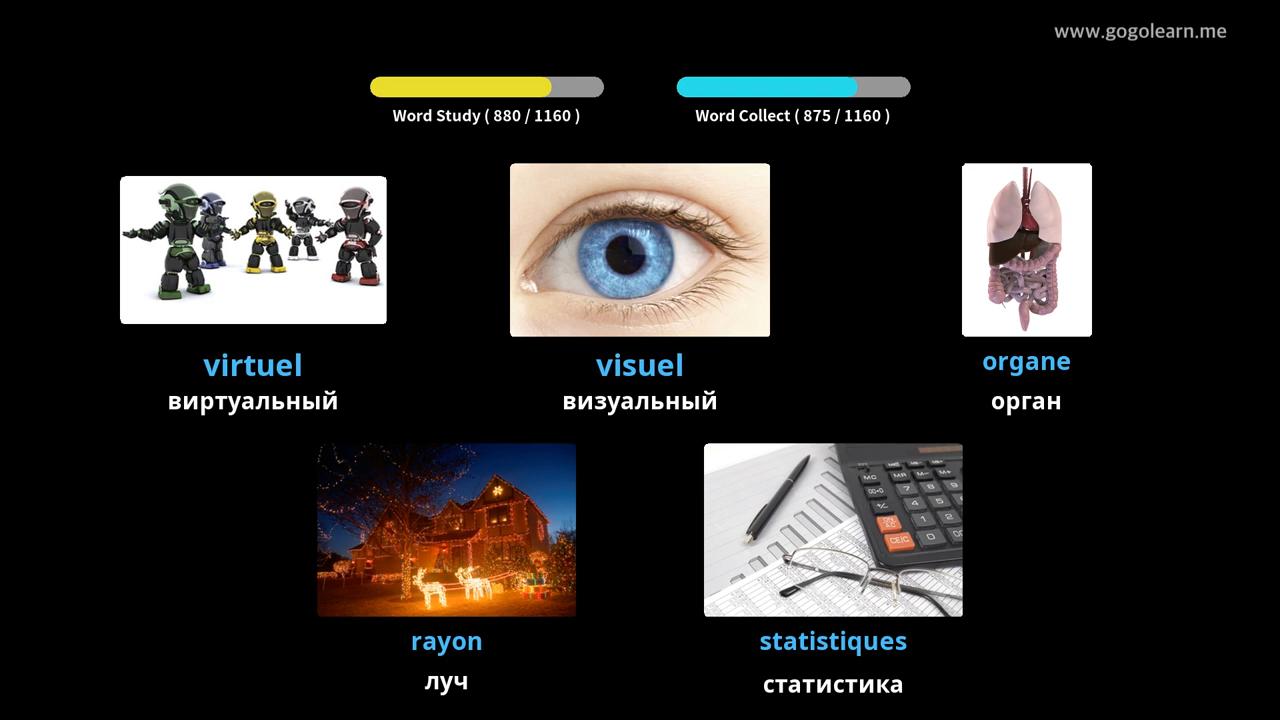 www.gogolearn.me
Word Study ( 880 / 1160 )
Word Collect ( 875 / 1160 )
virtuel
виртуальный
visuel
визуальный
organe
орган
rayon
луч
statistiques
статистика